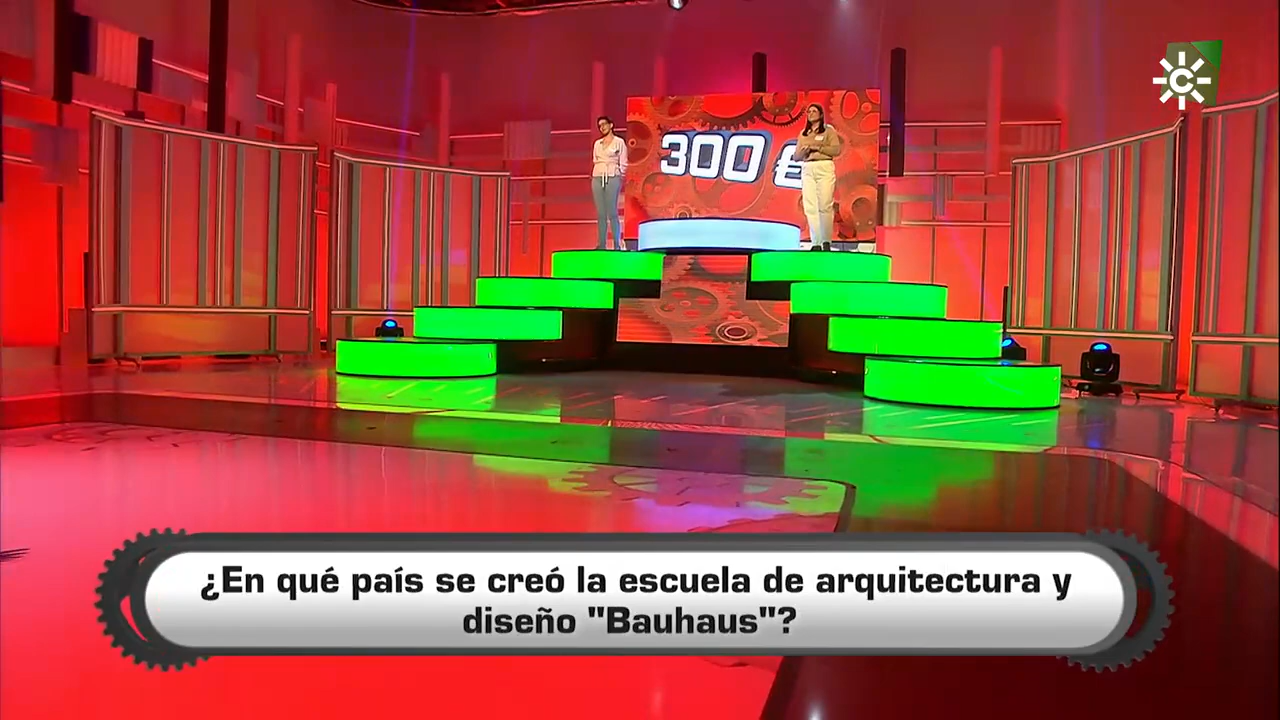 300 €
¿En qué país se creó la escuela de arquitectura y
diseño "Bauhaus"?